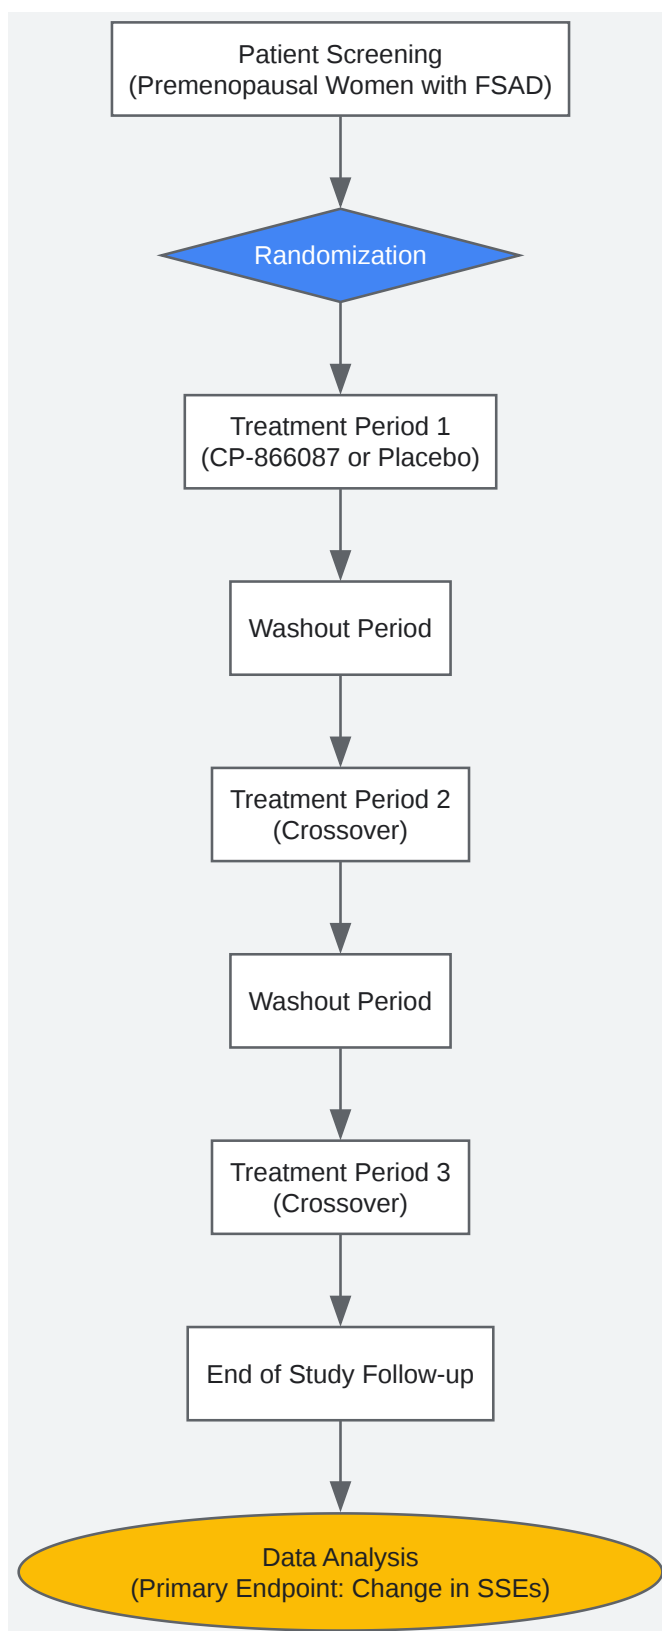 Patient Screening
(Premenopausal Women with FSAD)
Randomization
Treatment Period 1
(CP-866087 or Placebo)
Washout Period
Treatment Period 2
(Crossover)
Washout Period
Treatment Period 3
(Crossover)
End of Study Follow-up
Data Analysis
(Primary Endpoint: Change in SSEs)